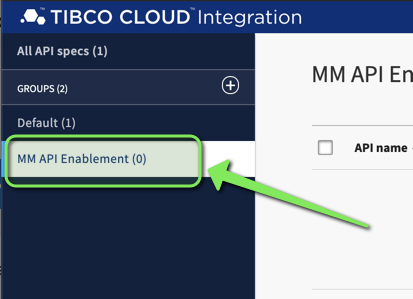 TIBCO CLOUD™ Integration
All API specs (1)
GROUPS (2)
Default (1)
MM API Enablement (0)
MM API En
API name